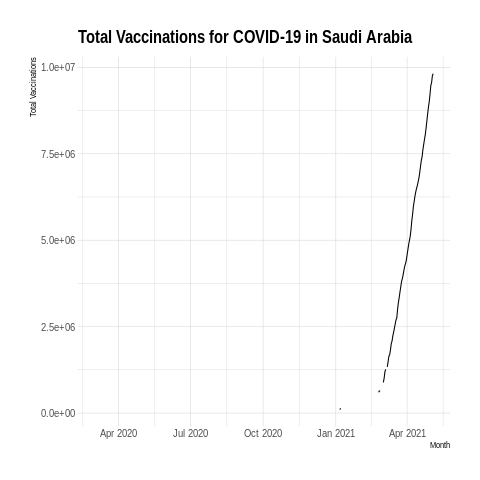 Total Vaccinations for COVID-19 in Saudi Arabia
Total Vaccinations
1.0e+07
7.5e+06
5.0e+06
2.5e+06
0.0e+00
Apr 2020 Jul 2020 Oct 2020 Jan 2021 Apr 2021
Month